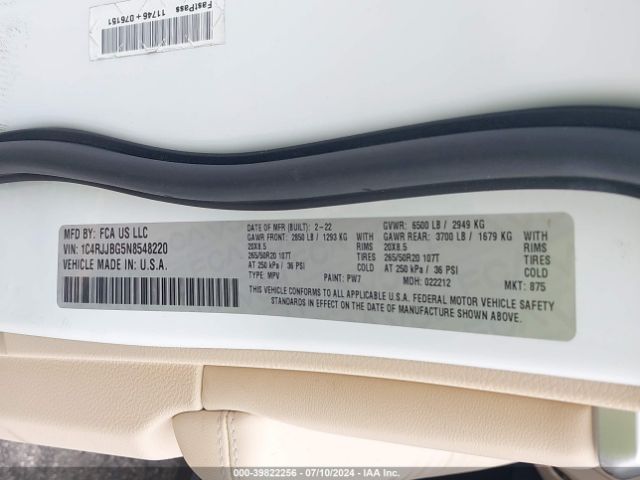 FastPass
11746 + 076151
MFD BY: FCA US LLC
VIN: 1C4RJJBG5N8548220
VEHICLE MADE IN: U.S.A.
DATE OF MFR (BUILT): 2-22
GAWR FRONT: 2850 LB / 1293 KG
20X8.5
265/50R20 107T
AT 250 kPa / 36 PSI
TYPE: MPV
RIMS
TIRES
COLD
PAINT: PW7
GVWR: 6500 LB / 2949 KG
GAWR REAR: 3700 LB / 1679 KG
20X8.5
265/50R20 107T
AT 250 kPa / 36 PSI
MDH: 022212
RIMS
TIRES
COLD
MKT: 875
THIS VEHICLE CONFORMS TO ALL APPLICABLE U.S.A. FEDERAL MOTOR VEHICLE SAFETY
STANDARDS IN EFFECT ON THE DATE OF MANUFACTURE SHOWN ABOVE.
000-39822256 - 07/10/2024 - IAA Inc.